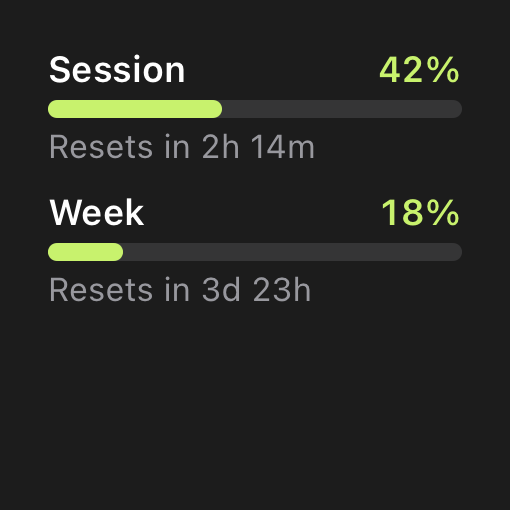 Session 42%
Resets in 2h 14m
Week 18%
Resets in 3d 23h